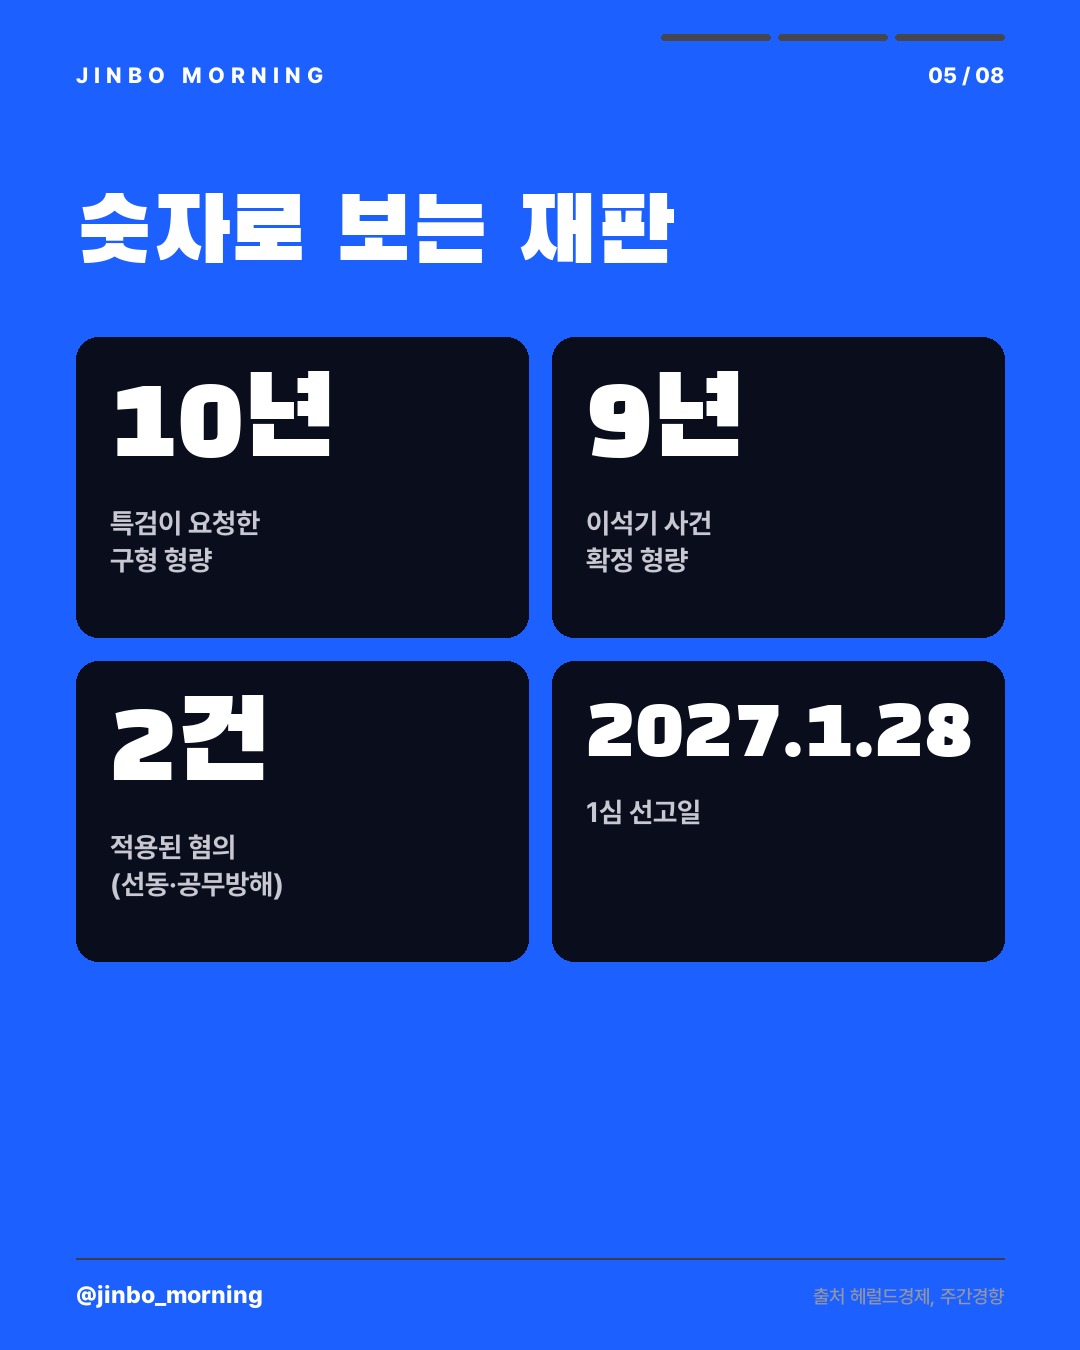 JINBO MORNING
05 / 08
숫자로 보는 재판
10년
특검이 요청한
구형 형량
9년
이석기 사건
확정 형량
2건
적용된 혐의
(선동·공무방해)
2027.1.28
1심 선고일
@jinbo_morning
출처 헤럴드경제, 주간경향